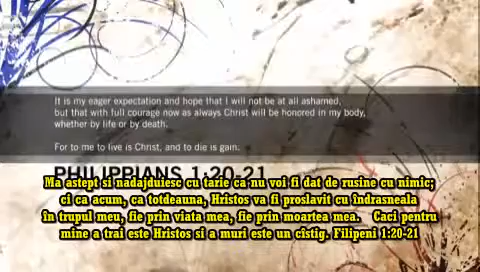 It is my eager expectation and hope that I will not be at all ashamed,
but that with full courage now as always Christ will be honored in my body,
whether by life or by death.
For to me to live is Christ, and to die is gain.
PHILIPPIANS 1:20-21
Ma astept si nadajduiesc cu tarie ca nu voi fi dat de rusine cu nimic;
ci ca acum, ca totdeauna, Hristos va fi proslavit cu îndrasneala
în trupul meu, fie prin viata mea, fie prin moartea mea. Caci pentru
mine a trai este Hristos si a muri este un cîstig. Filipeni 1:20-21